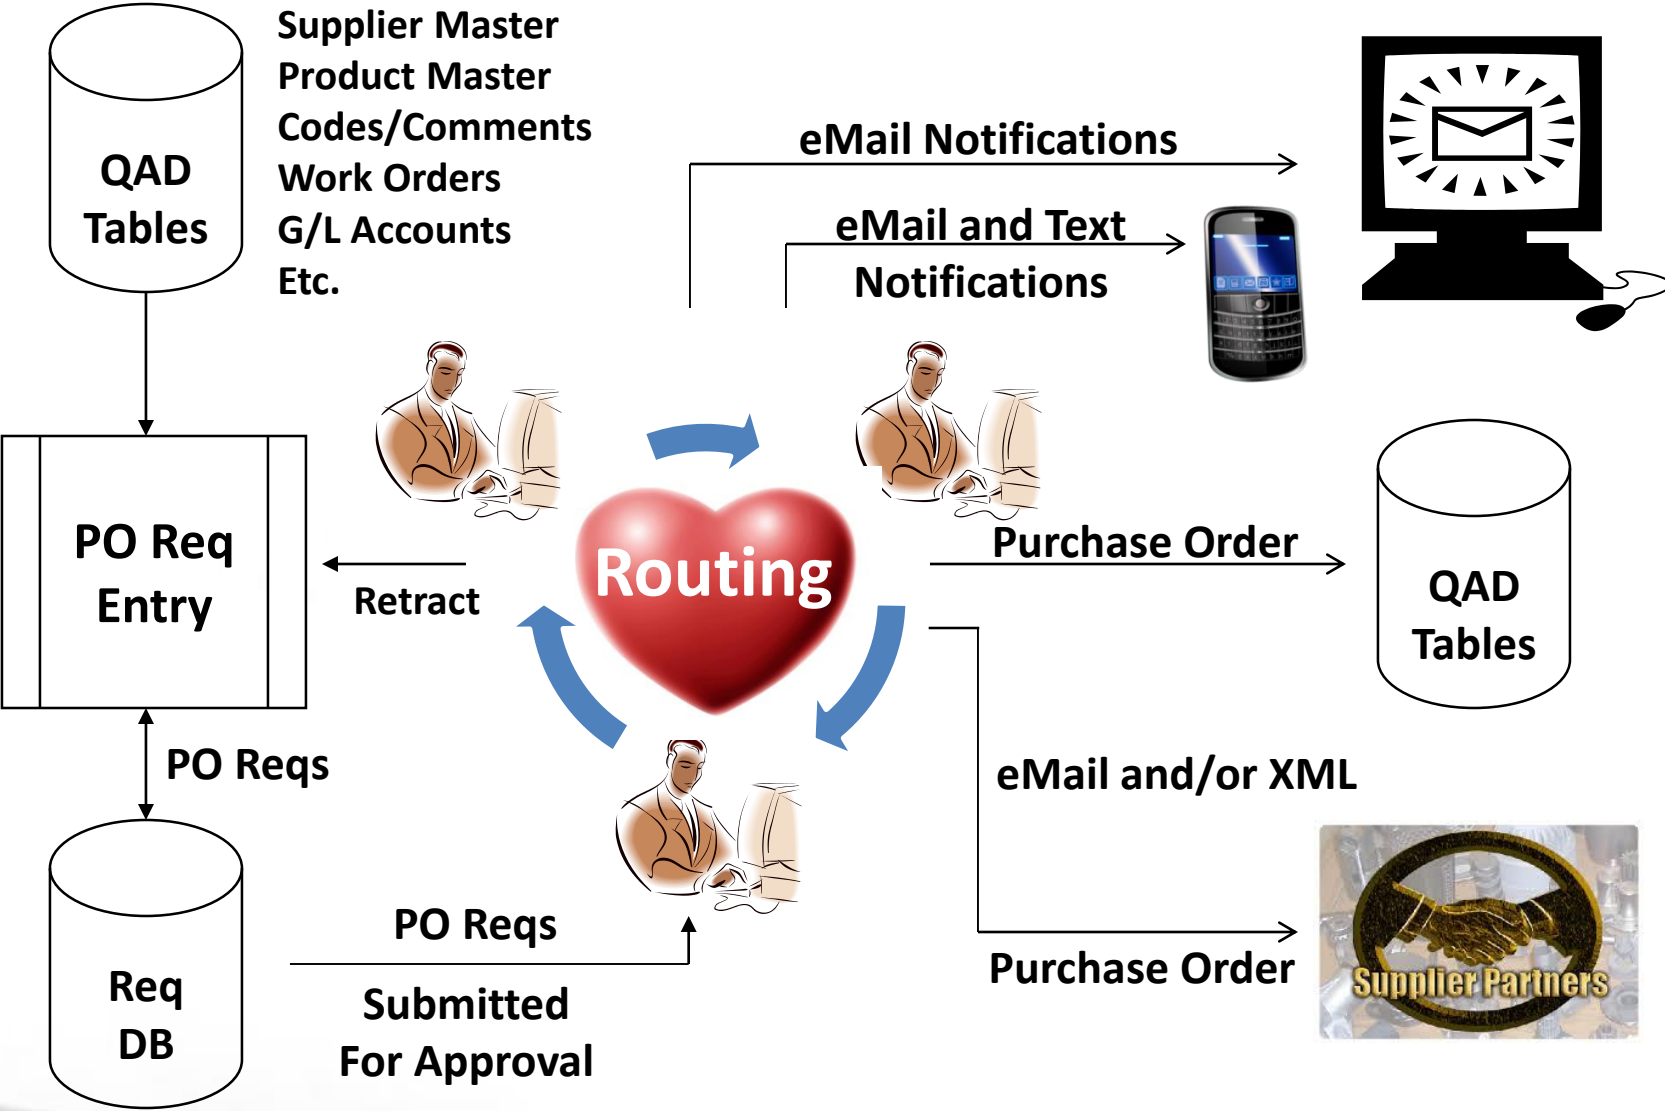 Supplier Master
Product Master
Codes/Comments
Work Orders
G/L Accounts
Etc.
QAD
Tables
eMail Notifications
eMail and Text
Notifications
PO Req
Entry
Retract
Routing
Purchase Order
QAD
Tables
PO Reqs
eMail and/or XML
Req
DB
PO Reqs
Submitted
For Approval
Purchase Order
Supplier Partners